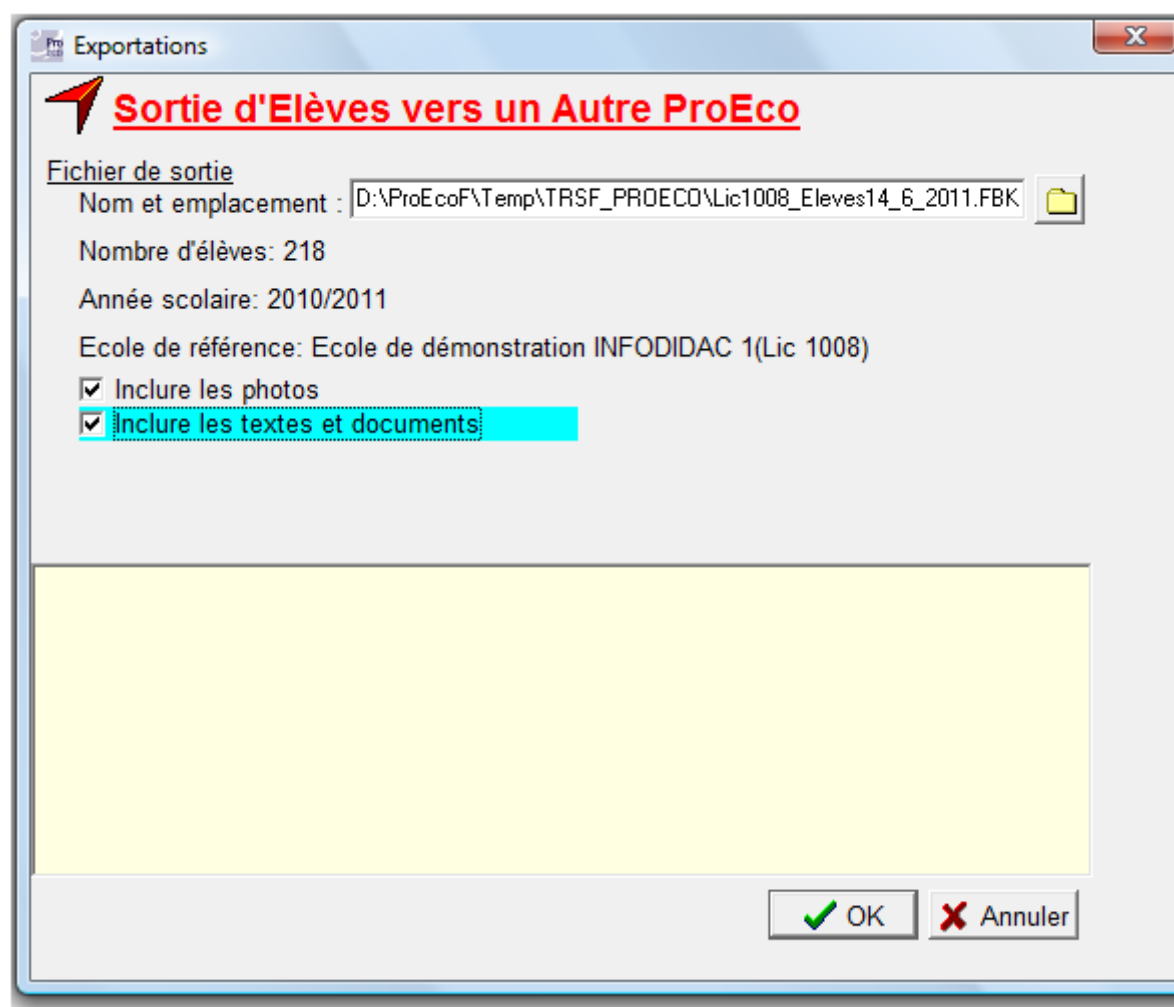 Pro Eco Exportations X
Sortie d'Elèves vers un Autre ProEco
Fichier de sortie
Nom et emplacement : D:\ProEcoF\Temp\TRSF_PROECO\Lic1008_Eleves14_6_2011.FBK
Nombre d'élèves: 218
Année scolaire: 2010/2011
Ecole de référence: Ecole de démonstration INFODIDAC 1(Lic 1008)
Inclure les photos
Inclure les textes et documents
OK Annuler